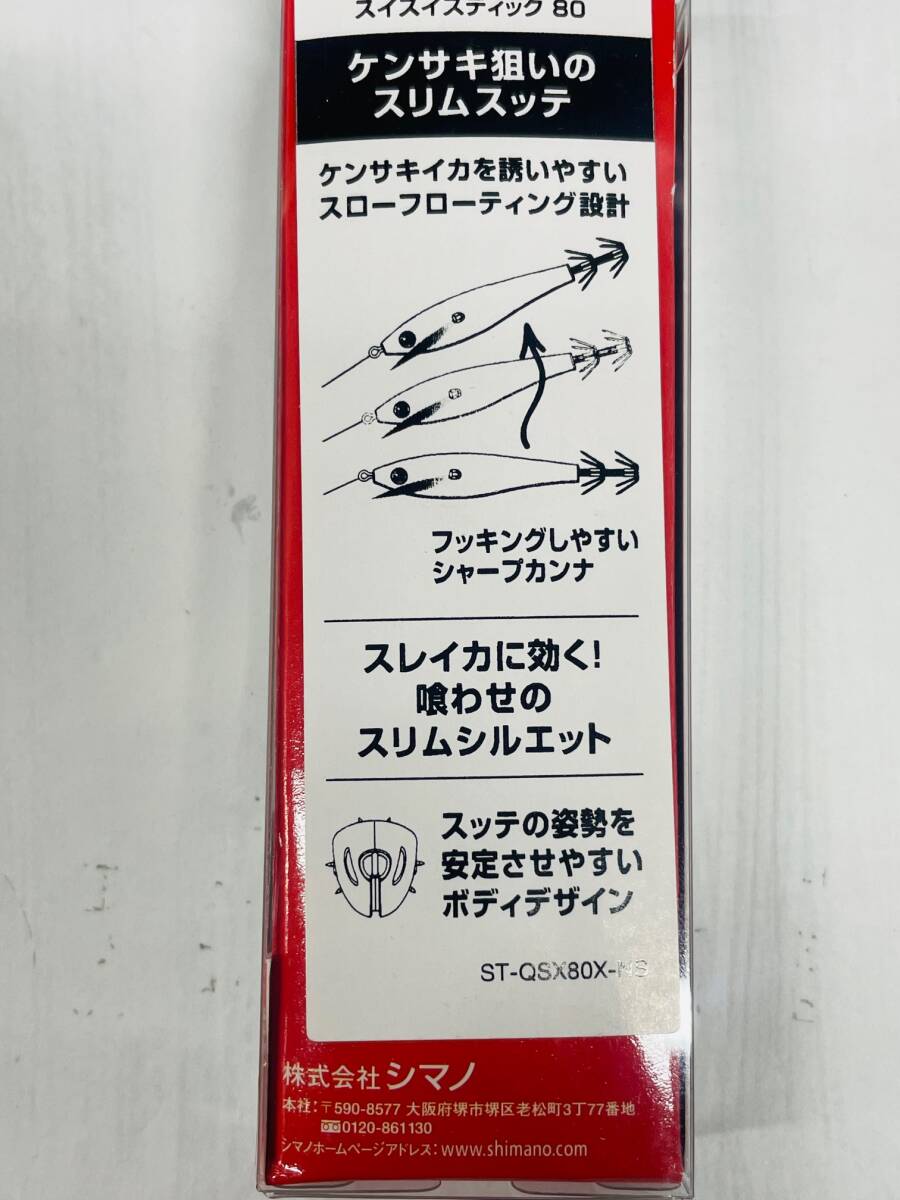 スイスイスティック 80
ケンサキ狙いの
スリムスッテ
ケンサキイカを誘いやすい
スローフローティング設計
フッキングしやすい
シャープカンナ
スレイカに効く!
喰わせの
スリムシルエット
スッテの姿勢を
安定させやすい
ボディデザイン
ST-QSX80X-NS
株式会社 シマノ
本社:〒590-8577 大阪府堺市堺区老松町3丁77番地
0120-861130
シマノホームページアドレス:www.shimano.com